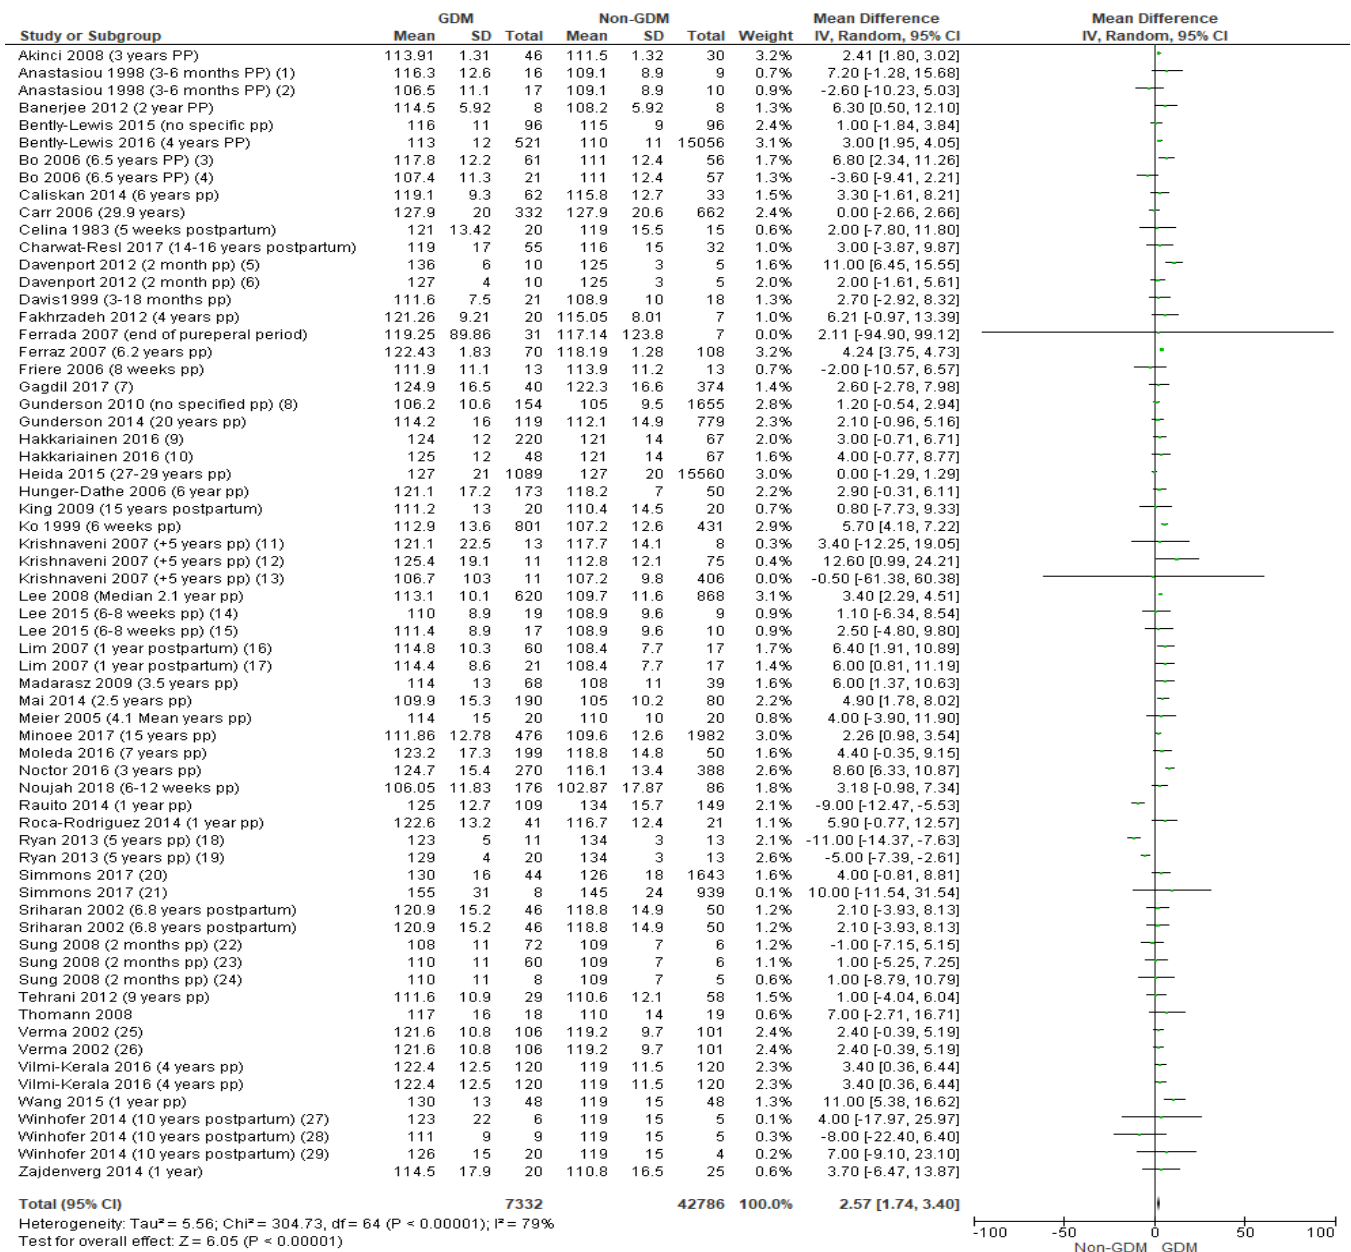 GDM Non-GDM Mean Difference Mean Difference
Study or Subgroup Mean SD Total Mean SD Total Weight IV, Random, 95% CI IV, Random, 95% CI
Akinci 2008 (3 years PP) 113.91 1.31 46 111.5 1.32 30 3.2% 2.41 [1.80, 3.02]
Anastasiou 1998 (3-6 months PP) (1) 116.3 12.6 16 109.1 8.9 9 0.7% 7.20 [-1.28, 15.68]
Anastasiou 1998 (3-6 months PP) (2) 106.5 11.1 17 109.1 8.9 10 0.9% -2.60 [-10.23, 5.03]
Banerjee 2012 (2 year PP) 114.5 5.92 8 108.2 5.92 8 1.3% 6.30 [0.50, 12.10]
Bently-Lewis 2015 (no specific pp) 116 11 96 115 9 96 2.4% 1.00 [-1.84, 3.84]
Bently-Lewis 2016 (4 years PP) 113 12 521 110 11 15056 3.1% 3.00 [1.95, 4.05]
Bo 2006 (6.5 years PP) (3) 117.8 12.2 61 111 12.4 56 1.7% 6.80 [2.34, 11.26]
Bo 2006 (6.5 years PP) (4) 107.4 11.3 21 111 12.4 57 1.3% -3.60 [-9.41, 2.21]
Caliskan 2014 (6 years pp) 119.1 9.3 62 115.8 12.7 33 1.5% 3.30 [-1.61, 8.21]
Carr 2006 (29.9 years) 127.9 20 332 127.9 20.6 662 2.4% 0.00 [-2.66, 2.66]
Celina 1983 (5 weeks postpartum) 121 13.42 20 119 15.5 15 0.5% 2.00 [-7.80, 11.80]
Charwat-Resl 2017 (14-16 years postpartum) 119 17 55 116 15 32 1.0% 3.00 [-3.87, 9.87]
Davenport 2012 (2 month pp) (5) 136 6 10 125 3 5 1.6% 11.00 [6.45, 15.55]
Davenport 2012 (2 month pp) (6) 127 4 10 125 3 5 2.0% 2.00 [-1.61, 5.61]
Davis1999 (3-18 months pp) 111.6 7.5 21 108.9 10 18 1.3% 2.70 [-2.92, 8.32]
Fakhrzadeh 2012 (4 years pp) 121.26 9.21 20 115.05 8.01 7 0.9% 6.21 [-0.97, 13.39]
Ferrada 2007 (end of pureperal period) 119.25 89.86 31 117.14 123.8 7 0.0% 2.11 [-94.90, 99.12]
Ferraz 2007 (6.2 years pp) 122.43 1.83 70 118.19 1.28 108 3.2% 4.24 [3.75, 4.73]
Friere 2006 (8 weeks pp) 111.9 11.1 13 113.9 11.2 13 0.7% -2.00 [-10.57, 6.57]
Gagdil 2017 (7) 124.9 16.5 40 122.3 16.6 374 1.4% 2.60 [-2.78, 7.98]
Gunderson 2010 (no specified pp) (8) 106.2 10.6 154 105 9.5 1655 2.8% 1.20 [-0.54, 2.94]
Gunderson 2014 (20 years pp) 114.2 16 119 112.1 14.9 779 2.3% 2.10 [-0.96, 5.16]
Hakkariainen 2016 (9) 124 12 220 121 14 67 2.0% 3.00 [-0.71, 6.71]
Hakkariainen 2016 (10) 125 12 48 121 14 67 1.6% 4.00 [-0.77, 8.77]
Heida 2015 (27-29 years pp) 127 21 1089 127 20 15560 3.0% 0.00 [-1.29, 1.29]
Hunger-Dathe 2006 (6 year pp) 121.1 17.2 173 118.2 7 50 2.2% 2.90 [-0.31, 6.11]
King 2009 (15 years postpartum) 111.2 13 20 110.4 14.5 20 0.7% 0.80 [-7.73, 9.33]
Ko 1999 (6 weeks pp) 112.9 13.6 801 107.2 12.6 431 2.9% 5.70 [4.18, 7.22]
Krishnaveni 2007 (+5 years pp) (11) 121.1 22.5 13 117.7 14.1 8 0.3% 3.40 [-12.25, 19.05]
Krishnaveni 2007 (+5 years pp) (12) 125.4 19.1 11 112.8 12.1 75 0.4% 12.60 [0.99, 24.21]
Krishnaveni 2007 (+5 years pp) (13) 106.7 103 11 107.2 9.8 406 0.0% -0.50 [-61.38, 60.38]
Lee 2008 (Median 2.1 year pp) 113.1 10.1 620 109.7 11.6 868 3.1% 3.40 [2.29, 4.51]
Lee 2015 (6-8 weeks pp) (14) 110 8.9 19 108.9 9.6 9 0.9% 1.10 [-6.34, 8.54]
Lee 2015 (6-8 weeks pp) (15) 111.4 8.9 17 108.9 9.6 10 0.9% 2.50 [-4.80, 9.80]
Lim 2007 (1 year postpartum) (16) 114.8 10.3 60 108.4 7.7 17 1.7% 6.40 [1.91, 10.89]
Lim 2007 (1 year postpartum) (17) 114.4 8.6 21 108.4 7.7 17 1.4% 6.00 [0.81, 11.19]
Madarasz 2009 (3.5 years pp) 114 13 68 108 11 39 1.6% 6.00 [1.37, 10.63]
Mai 2014 (2.5 years pp) 109.9 15.3 190 105 10.2 80 2.2% 4.90 [1.78, 8.02]
Meier 2005 (4.1 Mean years pp) 114 15 20 110 10 20 0.8% 4.00 [-3.90, 11.90]
Minoee 2017 (15 years pp) 111.86 12.78 476 109.6 12.6 1982 3.0% 2.26 [0.98, 3.54]
Moleda 2016 (7 years pp) 123.2 17.3 199 118.8 14.8 50 1.6% 4.40 [-0.35, 9.15]
Noctor 2016 (3 years pp) 124.7 15.4 270 116.1 13.4 388 2.6% 8.60 [6.33, 10.87]
Noujah 2018 (6-12 weeks pp) 106.05 11.83 176 102.87 17.87 86 1.8% 3.18 [-0.98, 7.34]
Rauito 2014 (1 year pp) 125 12.7 109 134 15.7 149 2.1% -9.00 [-12.47, -5.53]
Roca-Rodriguez 2014 (1 year pp) 122.6 13.2 41 116.7 12.4 21 1.1% 5.90 [-0.77, 12.57]
Ryan 2013 (5 years pp) (18) 123 5 11 134 3 13 2.1% -11.00 [-14.37, -7.63]
Ryan 2013 (5 years pp) (19) 129 4 20 134 3 13 2.6% -5.00 [-7.39, -2.61]
Simmons 2017 (20) 130 16 44 126 18 1643 1.6% 4.00 [-0.81, 8.81]
Simmons 2017 (21) 155 31 8 145 24 939 0.1% 10.00 [-11.54, 31.54]
Sriharan 2002 (6.8 years postpartum) 120.9 15.2 46 118.8 14.9 50 1.2% 2.10 [-3.93, 8.13]
Sriharan 2002 (6.8 years postpartum) 120.9 15.2 46 118.8 14.9 50 1.2% 2.10 [-3.93, 8.13]
Sung 2008 (2 months pp) (22) 108 11 72 109 7 6 1.2% -1.00 [-7.15, 5.15]
Sung 2008 (2 months pp) (23) 110 11 60 109 7 6 1.1% 1.00 [-5.25, 7.25]
Sung 2008 (2 months pp) (24) 110 11 8 109 7 5 0.6% 1.00 [-8.79, 10.79]
Tehrani 2012 (9 years pp) 111.6 10.9 29 110.6 12.1 58 1.5% 1.00 [-4.04, 6.04]
Thomann 2008 117 16 18 110 14 19 0.6% 7.00 [-2.71, 16.71]
Verma 2002 (25) 121.6 10.8 106 119.2 9.7 101 2.4% 2.40 [-0.39, 5.19]
Verma 2002 (26) 121.6 10.8 106 119.2 9.7 101 2.4% 2.40 [-0.39, 5.19]
Vilmi-Kerala 2016 (4 years pp) 122.4 12.5 120 119 11.5 120 2.3% 3.40 [0.36, 6.44]
Vilmi-Kerala 2016 (4 years pp) 122.4 12.5 120 119 11.5 120 2.3% 3.40 [0.36, 6.44]
Wang 2015 (1 year pp) 130 13 48 119 15 48 1.3% 11.00 [5.38, 16.62]
Winhofer 2014 (10 years postpartum) (27) 123 22 6 119 15 5 0.1% 4.00 [-17.97, 25.97]
Winhofer 2014 (10 years postpartum) (28) 111 9 9 119 15 5 0.3% -8.00 [-22.40, 6.40]
Winhofer 2014 (10 years postpartum) (29) 126 15 20 119 15 4 0.2% 7.00 [-9.10, 23.10]
Zajdenverg 2014 (1 year) 114.5 17.9 20 110.8 16.5 25 0.6% 3.70 [-6.47, 13.87]
Total (95% CI) 7332 42786 100.0% 2.57 [1.74, 3.40]
Heterogeneity: Tau² = 5.56; Chi² = 304.73, df = 64 (P < 0.00001); I² = 79%
Test for overall effect: Z = 6.05 (P < 0.00001)
-100 -50 0 50 100
Non-GDM GDM